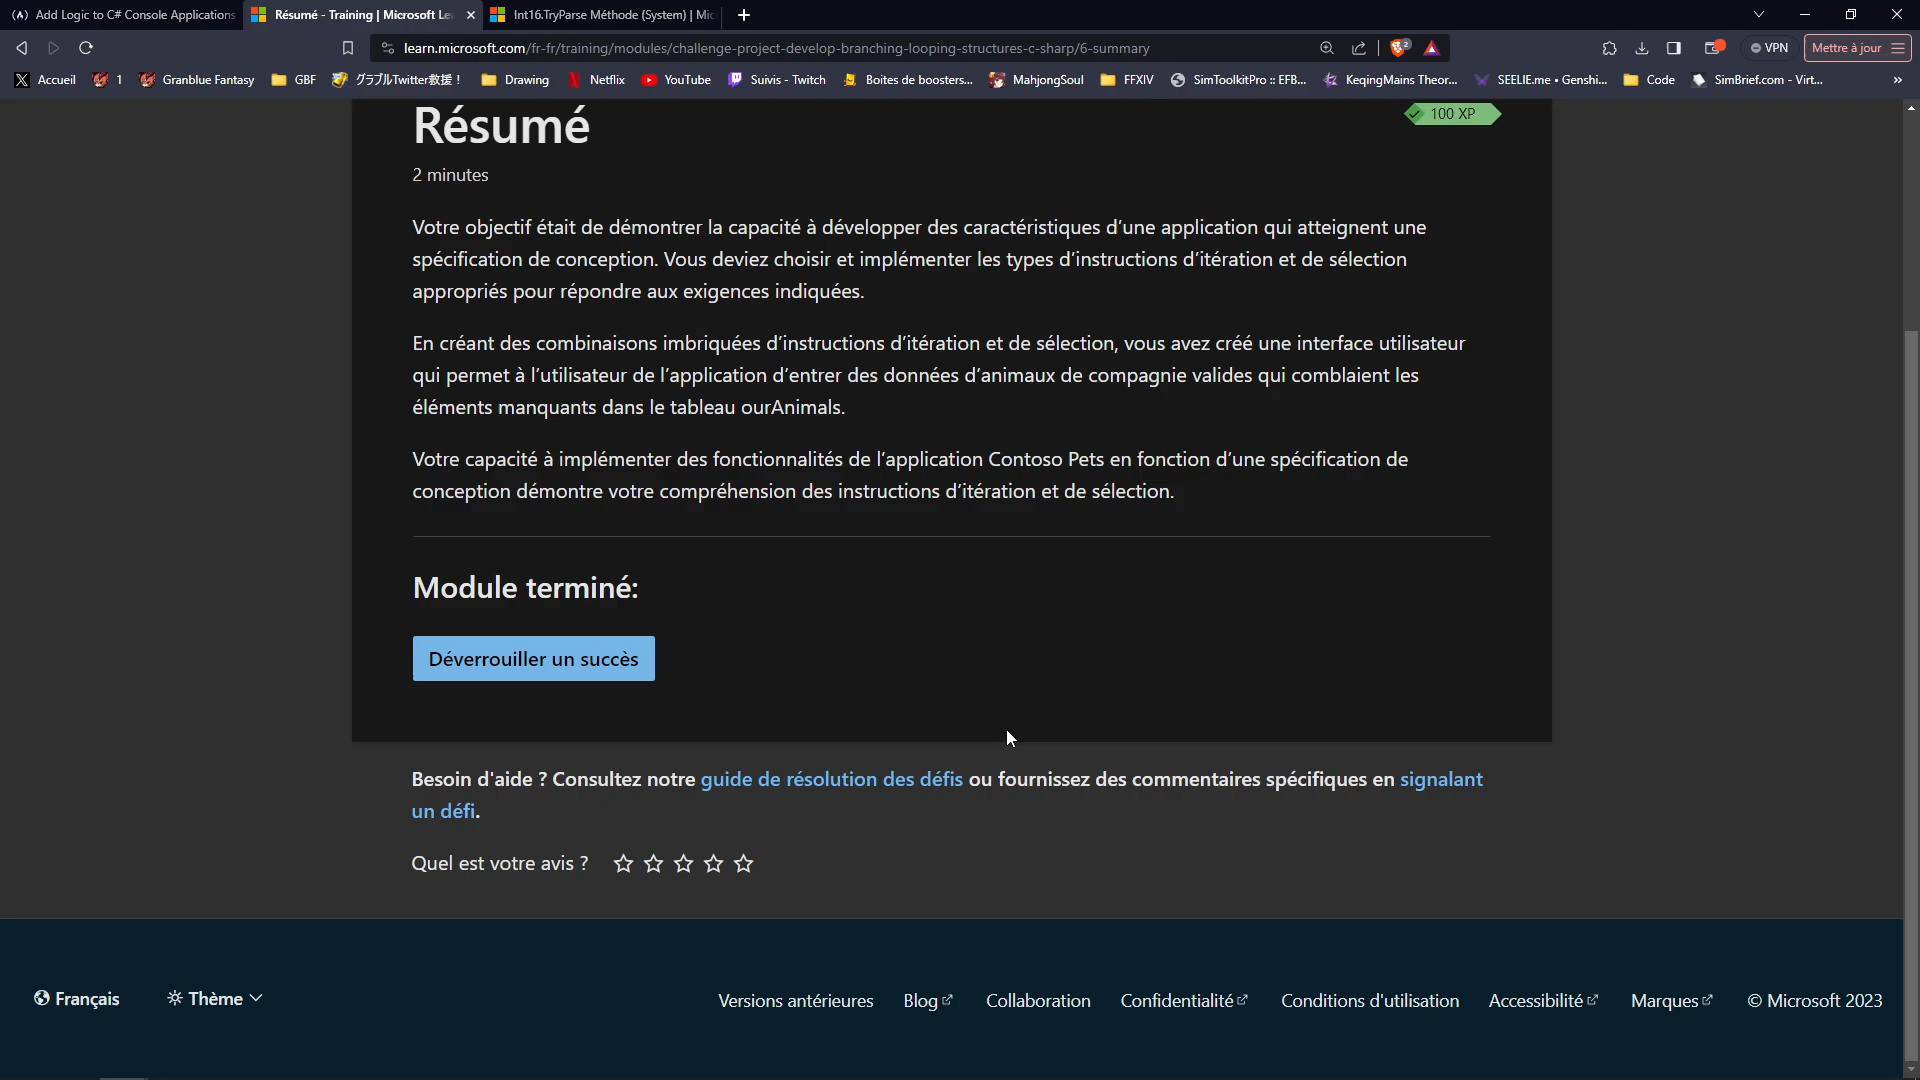 Add Logic to C# Console Applications
Résumé - Training | Microsoft Le
Int16.TryParse Méthode (System) | Mic
learn.microsoft.com/fr-fr/training/modules/challenge-project-develop-branching-looping-structures-c-sharp/6-summary
2
VPN
Mettre à jour
Accueil
1
Granblue Fantasy
GBF
グラブルTwitter救援！
Drawing
Netflix
YouTube
Suivis - Twitch
Boites de boosters...
MahjongSoul
FFXIV
SimToolkitPro :: EFB...
KeqingMains Theor...
SEELIE.me • Genshi...
Code
SimBrief.com - Virt...
»
Résumé
100 XP
2 minutes
Votre objectif était de démontrer la capacité à développer des caractéristiques d’une application qui atteignent une
spécification de conception. Vous deviez choisir et implémenter les types d’instructions d’itération et de sélection
appropriés pour répondre aux exigences indiquées.
En créant des combinaisons imbriquées d’instructions d’itération et de sélection, vous avez créé une interface utilisateur
qui permet à l’utilisateur de l’application d’entrer des données d’animaux de compagnie valides qui comblaient les
éléments manquants dans le tableau ourAnimals.
Votre capacité à implémenter des fonctionnalités de l’application Contoso Pets en fonction d’une spécification de
conception démontre votre compréhension des instructions d’itération et de sélection.
Module terminé:
Déverrouiller un succès
Besoin d'aide ? Consultez notre guide de résolution des défis ou fournissez des commentaires spécifiques en signalant
un défi.
Quel est votre avis ?
Français
Thème
Versions antérieures
Blog
Collaboration
Confidentialité
Conditions d'utilisation
Accessibilité
Marques
© Microsoft 2023